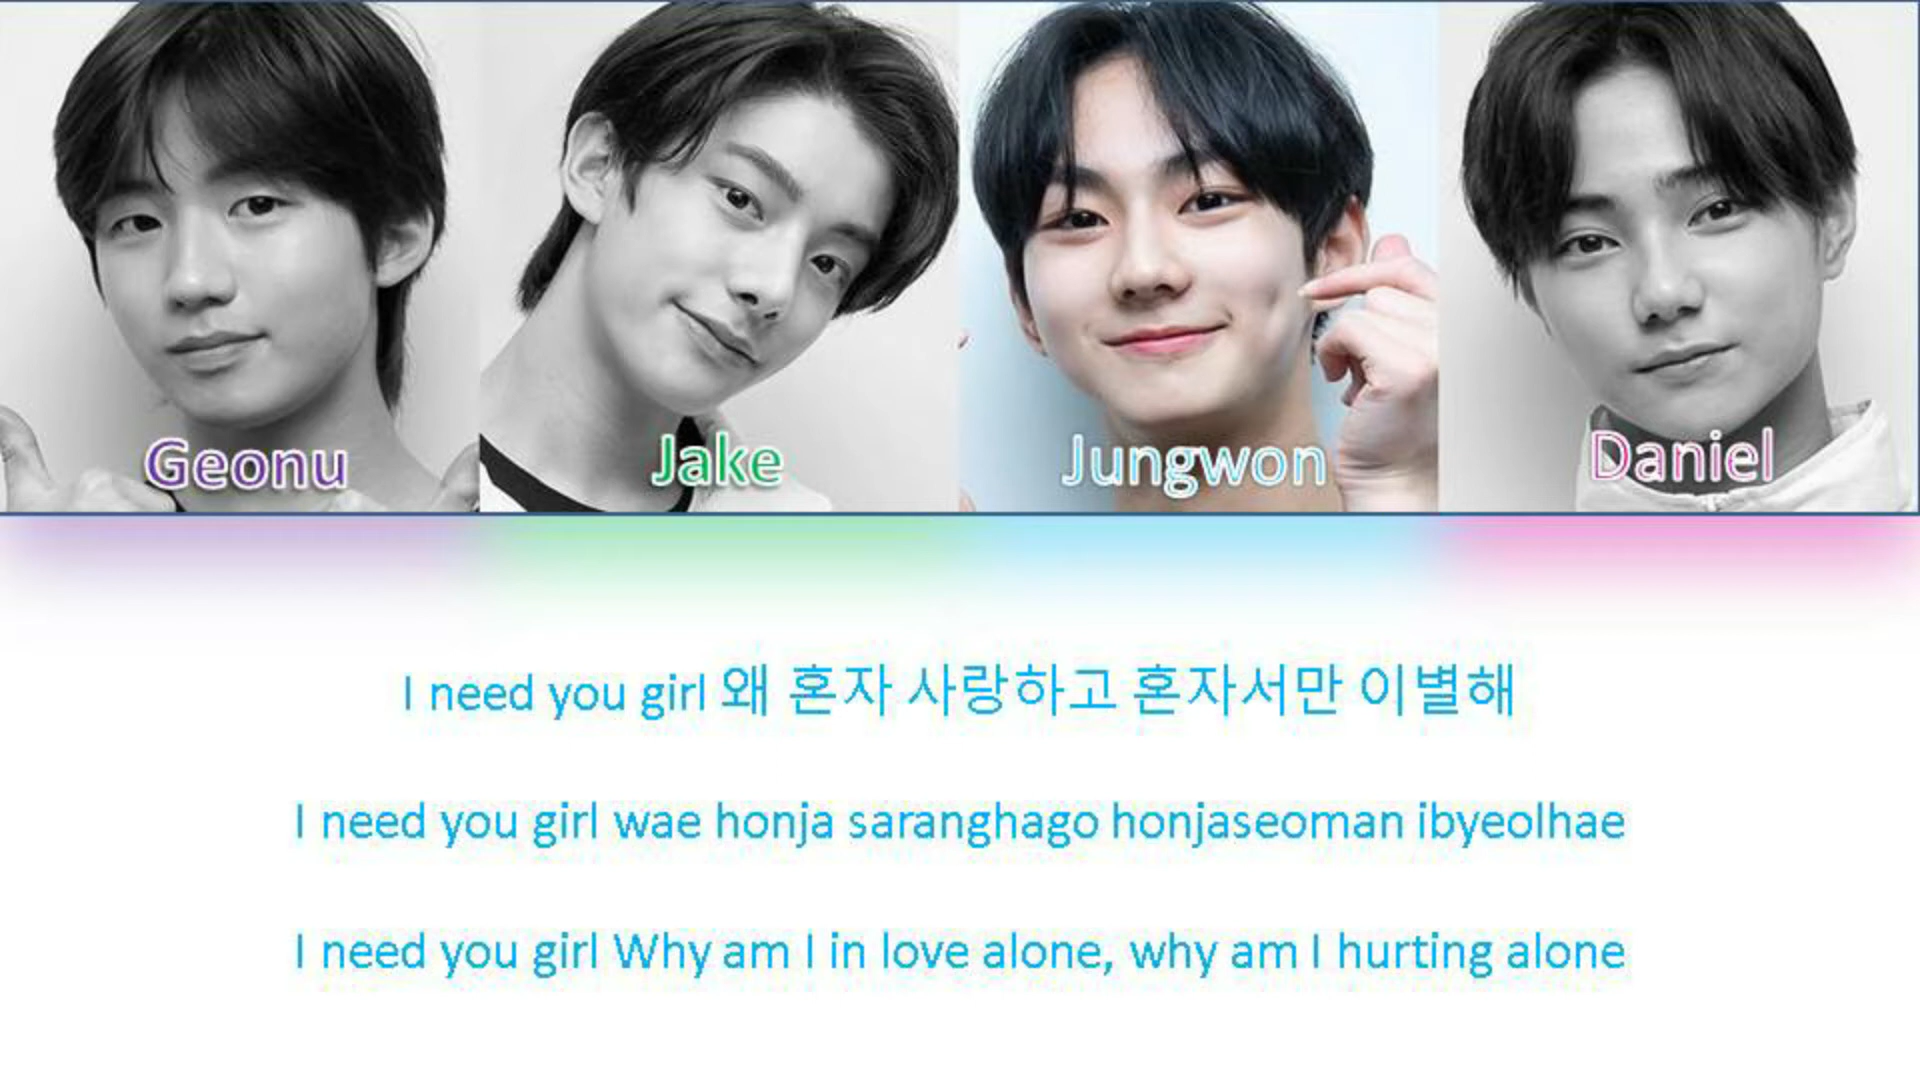 Geonu
Jake
Jungwon
Daniel
I need you girl 왜 혼자 사랑하고 혼자서만 이별해
I need you girl wae honja saranghago honjaseoman ibyeolhae
I need you girl Why am I in love alone, why am I hurting alone